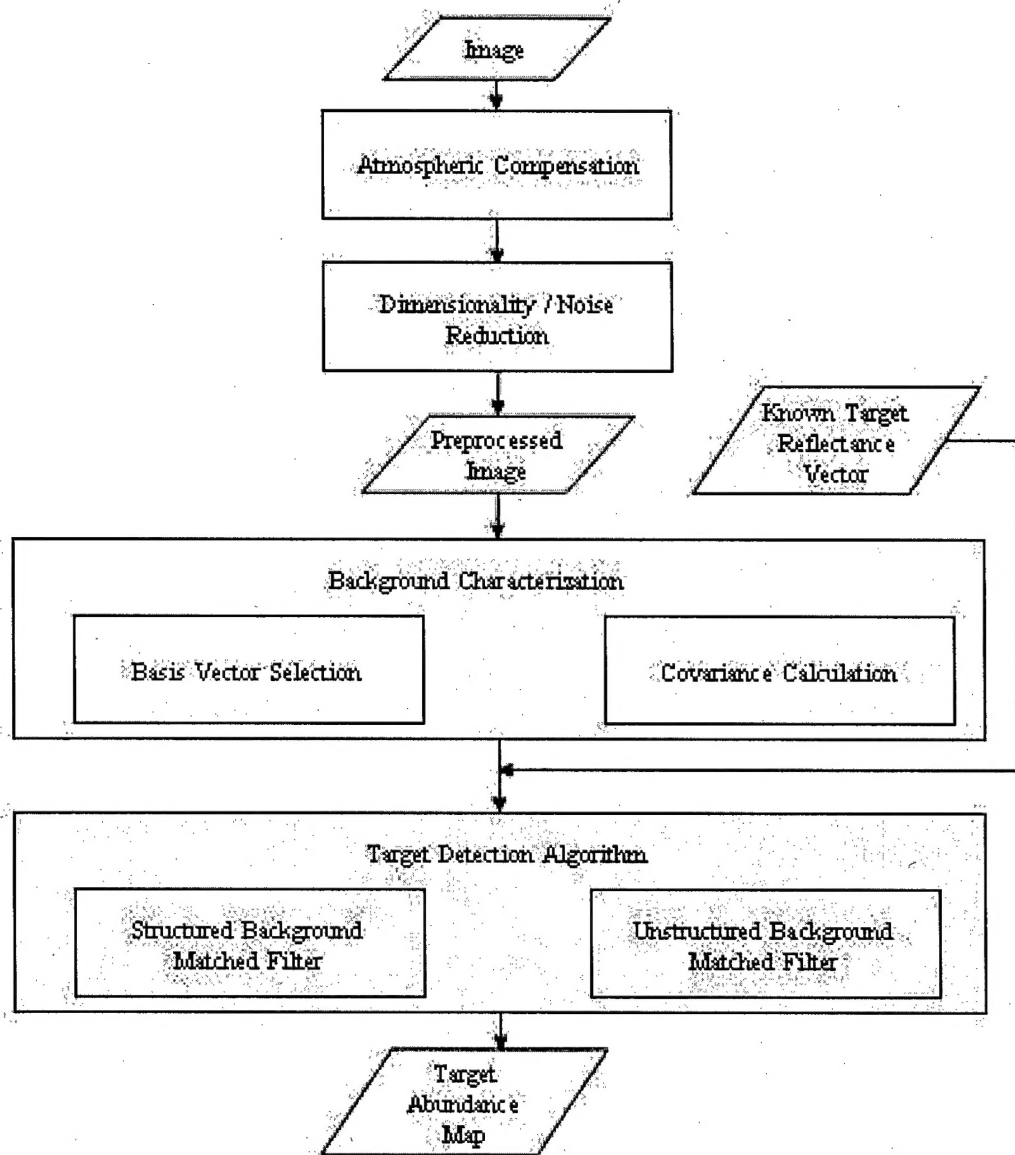 Image
Atmospheric Compensation
Dimensionality / Noise
Reduction
Preprocessed
Image
Known Target
Reflectance
Vector
Background Characterization
Basis Vector Selection
Covariance Calculation
Target Detection Algorithm
Structured Background
Matched Filter
Unstructured Background
Matched Filter
Target
Abundance
Map